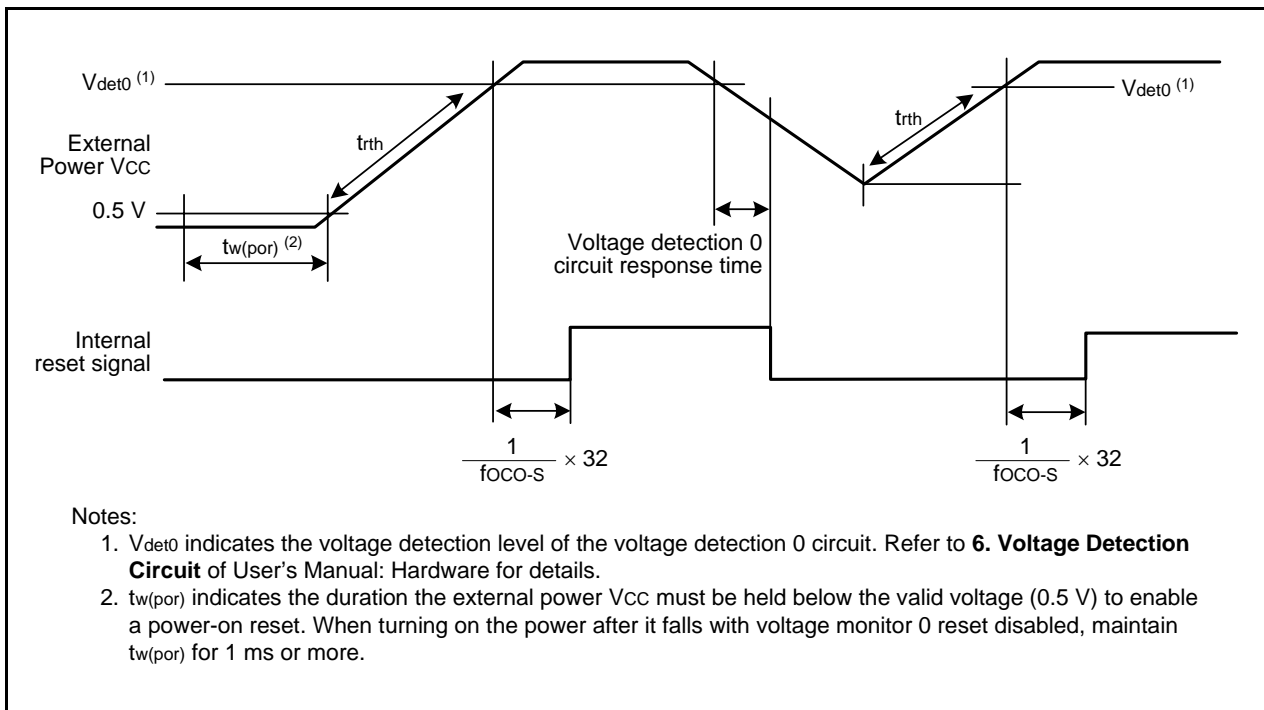 Vdet0 (1)
External
Power VCC
0.5 V
trth
tw(por) (2)
Voltage detection 0
circuit response time
trth
Vdet0 (1)
Internal
reset signal
1
fOCO-S
× 32
1
fOCO-S
× 32
Notes:
1. Vdet0 indicates the voltage detection level of the voltage detection 0 circuit. Refer to 6. Voltage Detection
Circuit of User's Manual: Hardware for details.
2. tw(por) indicates the duration the external power VCC must be held below the valid voltage (0.5 V) to enable
a power-on reset. When turning on the power after it falls with voltage monitor 0 reset disabled, maintain
tw(por) for 1 ms or more.